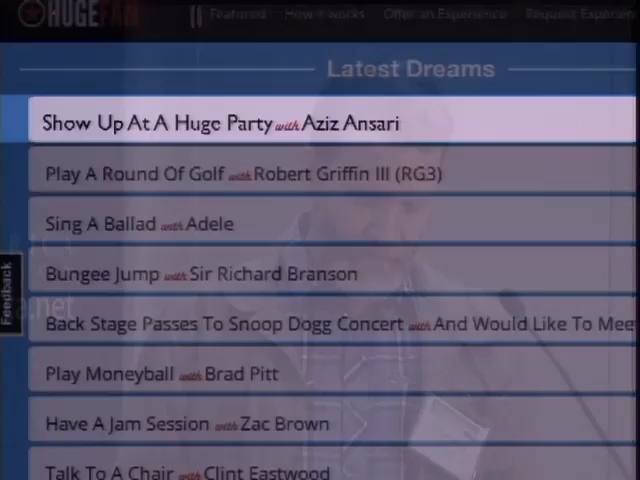 HUGEFAN
Featured How it works Offer an Experience Request Experien
Latest Dreams
Show Up At A Huge Party with Aziz Ansari
Play A Round Of Golf with Robert Griffin III (RG3)
Sing A Ballad with Adele
Bungee Jump with Sir Richard Branson
Feedback
a.net
Back Stage Passes To Snoop Dogg Concert with And Would Like To Mee
Play Moneyball with Brad Pitt
Have A Jam Session with Zac Brown
Talk To A Chair with Clint Eastwood